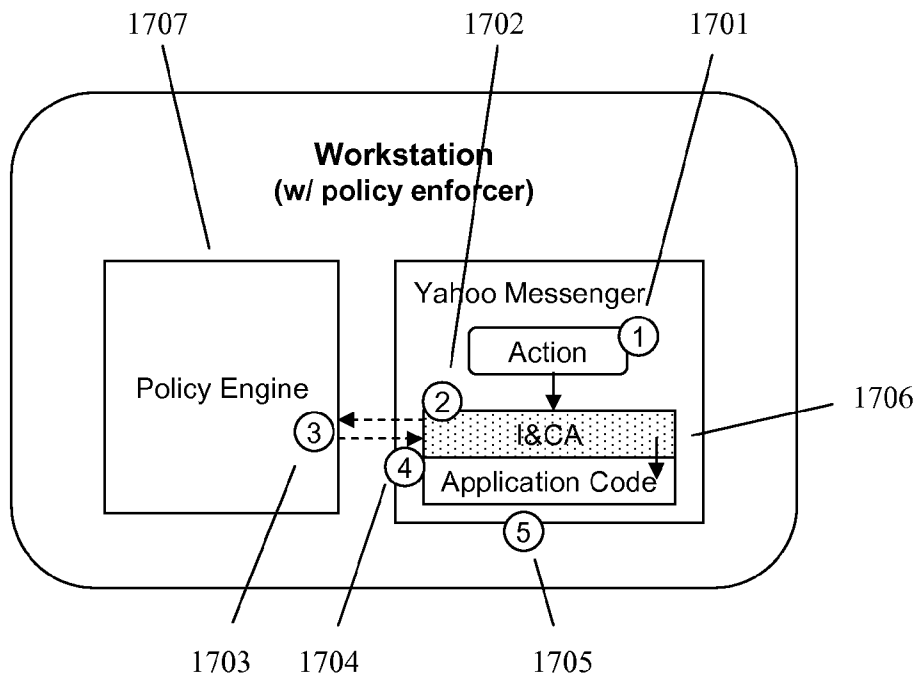 1707
1702
1701
Workstation
(w/ policy enforcer)
Yahoo Messenger
1
Action
Policy Engine
2
1706
3
I&CA
4
Application Code
5
1703
1704
1705